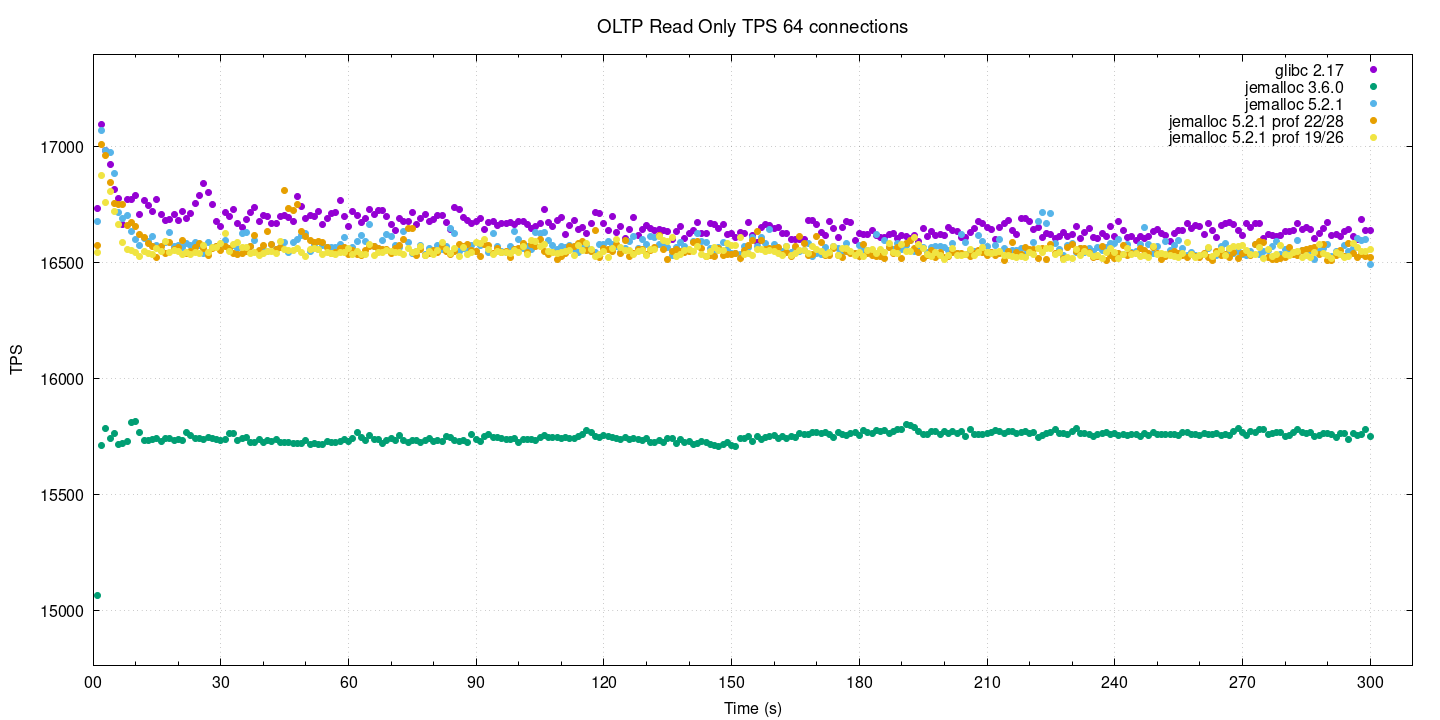 OLTP Read Only TPS 64 connections
glibc 2.17
jemalloc 3.6.0
jemalloc 5.2.1
jemalloc 5.2.1 prof 22/28
jemalloc 5.2.1 prof 19/26
17000
16500
16000
15500
15000
TPS
00 30 60 90 120 150 180 210 240 270 300
Time (s)